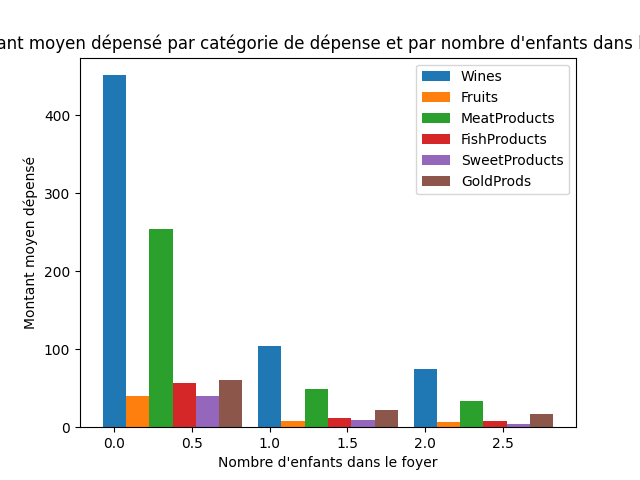 moyen dépensé par catégorie de dépense et par nombre d'enfants dans
Wines
Fruits
MeatProducts
FishProducts
SweetProducts
GoldProds
Montant moyen dépensé
400
300
200
100
0
0.0 0.5 1.0 1.5 2.0 2.5
Nombre d'enfants dans le foyer